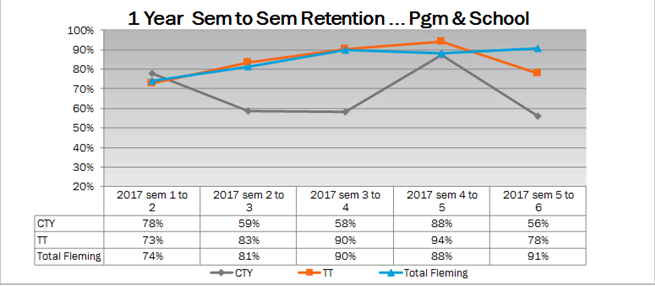 1 Year Sem to Sem Retention ... Pgm & School
100%
90%
80%
70%
60%
50%
40%
30%
20%
2017 sem 1 to 2 2017 sem 2 to 3 2017 sem 3 to 4 2017 sem 4 to 5 2017 sem 5 to 6
CTY 78% 59% 58% 88% 56%
TT 73% 83% 90% 94% 78%
Total Fleming 74% 81% 90% 88% 91%
CTY TT Total Fleming